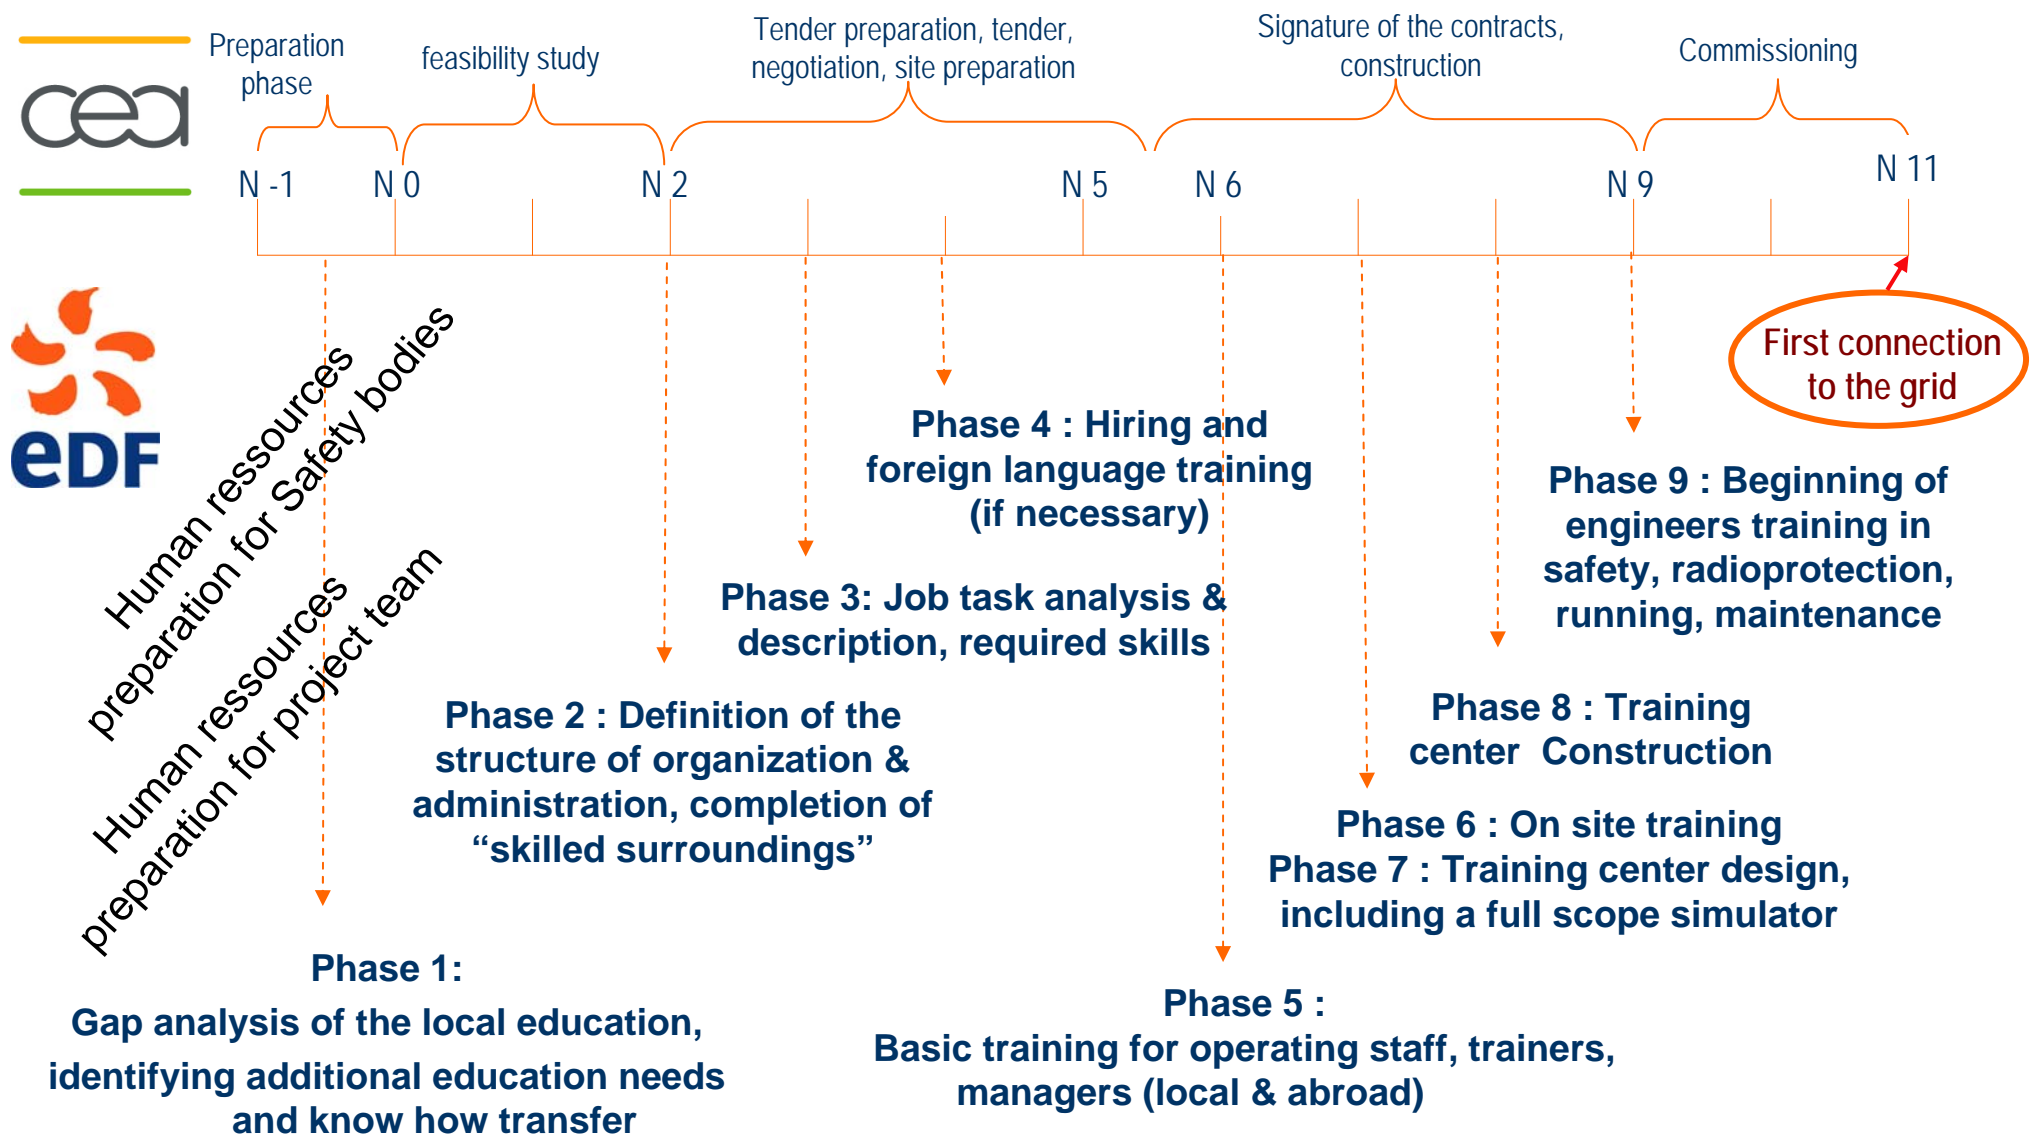 cea
eDF
Preparation
phase
feasibility study
Tender preparation, tender,
negotiation, site preparation
Signature of the contracts,
construction
Commissioning
N -1
N 0
N 2
N 5
N 6
N 9
N 11
First connection
to the grid
Human ressources
preparation for Safety bodies
Human ressources
preparation for project team
Phase 4 : Hiring and
foreign language training
(if necessary)
Phase 9 : Beginning of
engineers training in
safety, radioprotection,
running, maintenance
Phase 3: Job task analysis &
description, required skills
Phase 2 : Definition of the
structure of organization &
administration, completion of
“skilled surroundings”
Phase 8 : Training
center Construction
Phase 6 : On site training
Phase 7 : Training center design,
including a full scope simulator
Phase 1:
Gap analysis of the local education,
identifying additional education needs
and know how transfer
Phase 5 :
Basic training for operating staff, trainers,
managers (local & abroad)